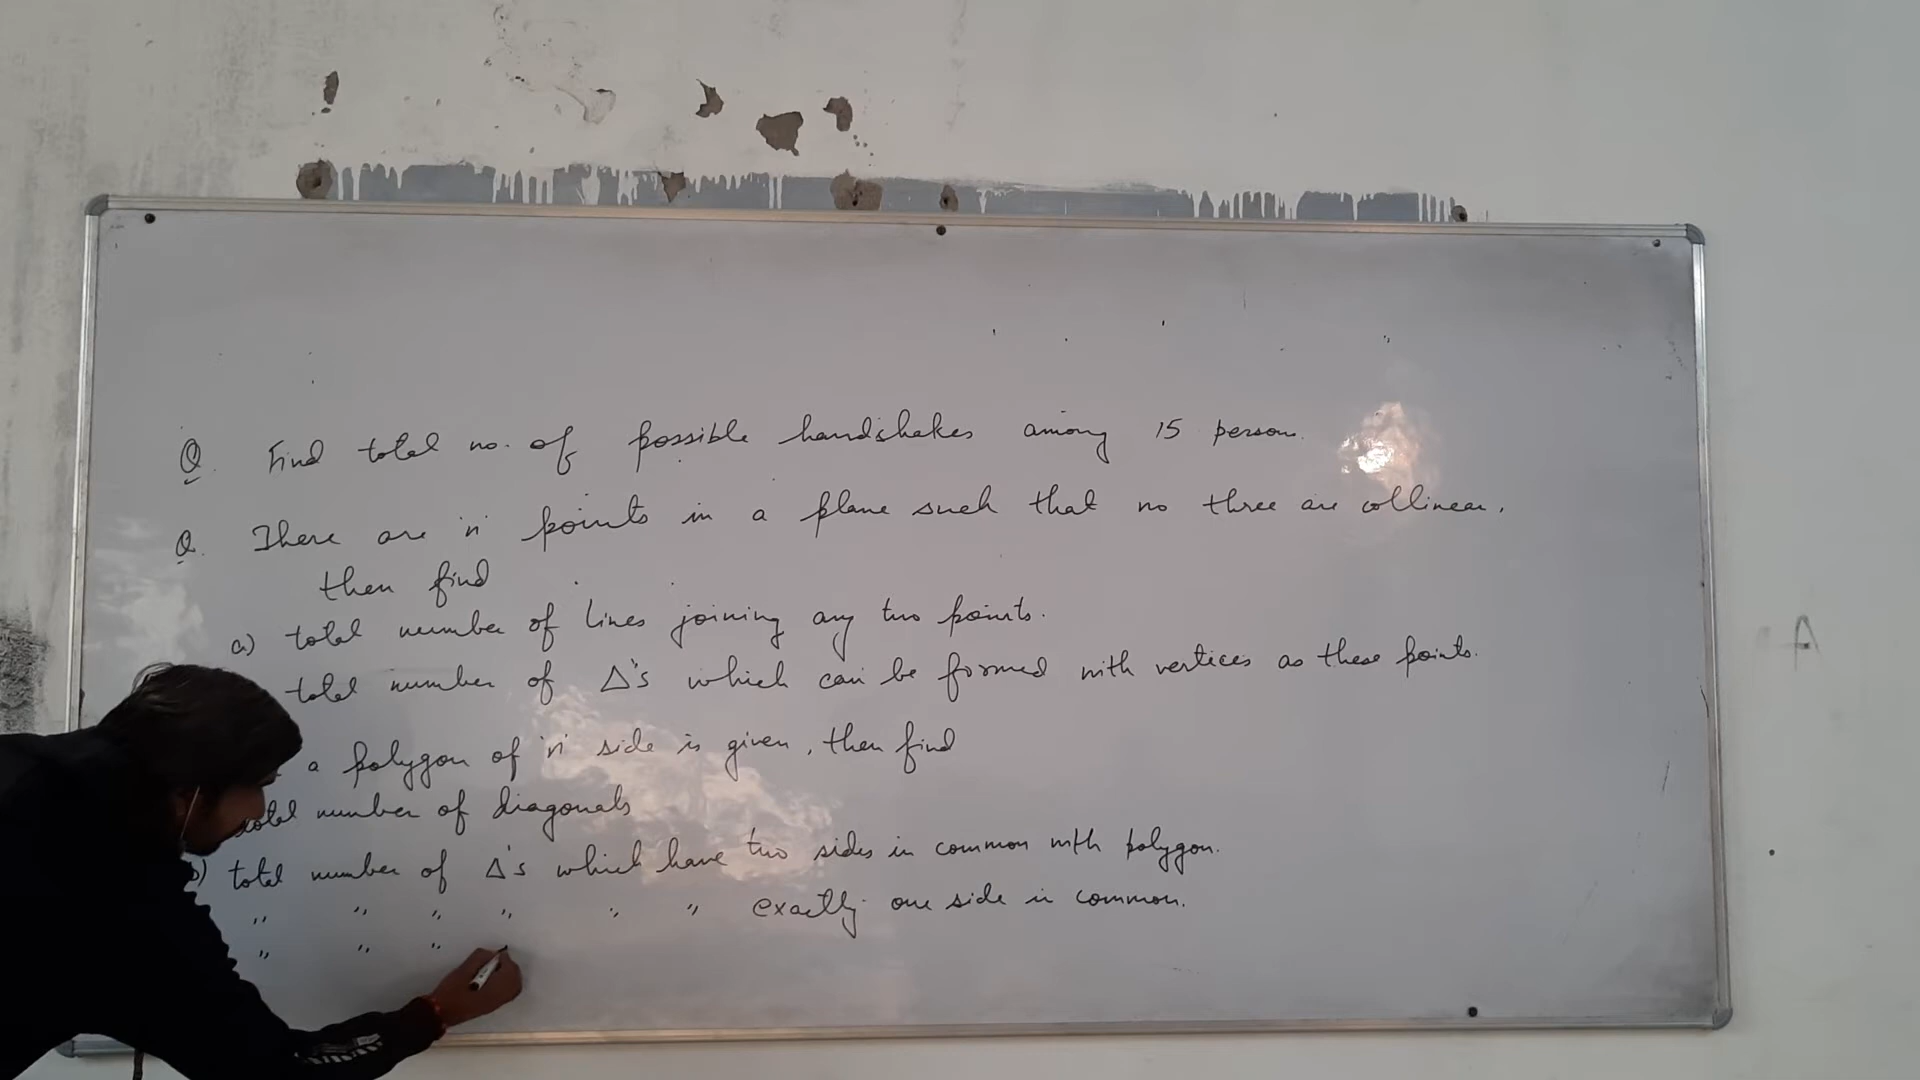 Q. Find total no. of possible handshakes among 15 person.
Q. There are 'n' points in a plane such that no three are collinear,
then find
a) total number of lines joining any two points.
total number of Δ's which can be formed with vertices as these points.
a polygon of 'n' side is given, then find
total number of diagonals
b) total number of Δ's which have two sides in common with polygon.
" " " " " " exactly one side in common.
" " "
A